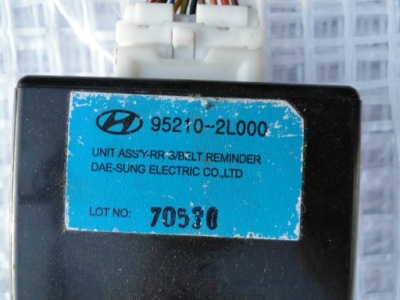 95210-2L000
UNIT ASS'Y-RR S/BELT REMINDER
DAE-SUNG ELECTRIC CO.,LTD
LOT NO: 70530